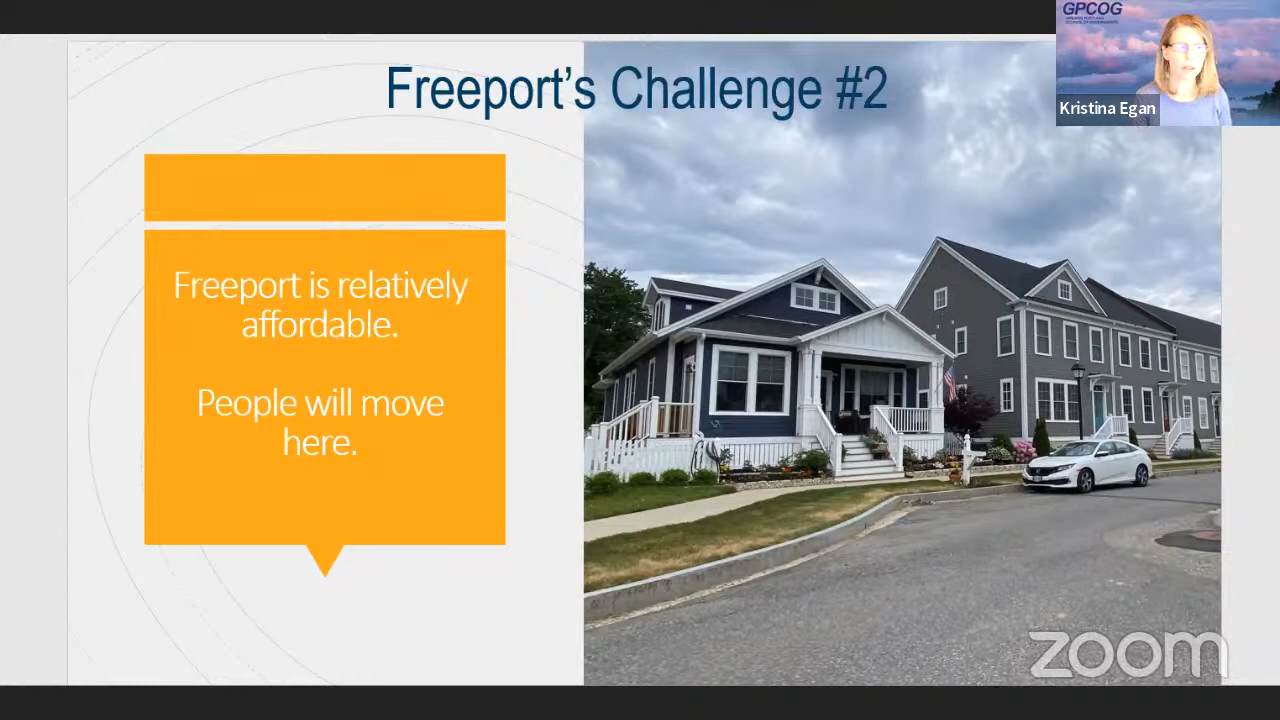 GPCOG
Freeport's Challenge #2
Kristina Egan
Freeport is relatively
affordable.
People will move
here.
zoom